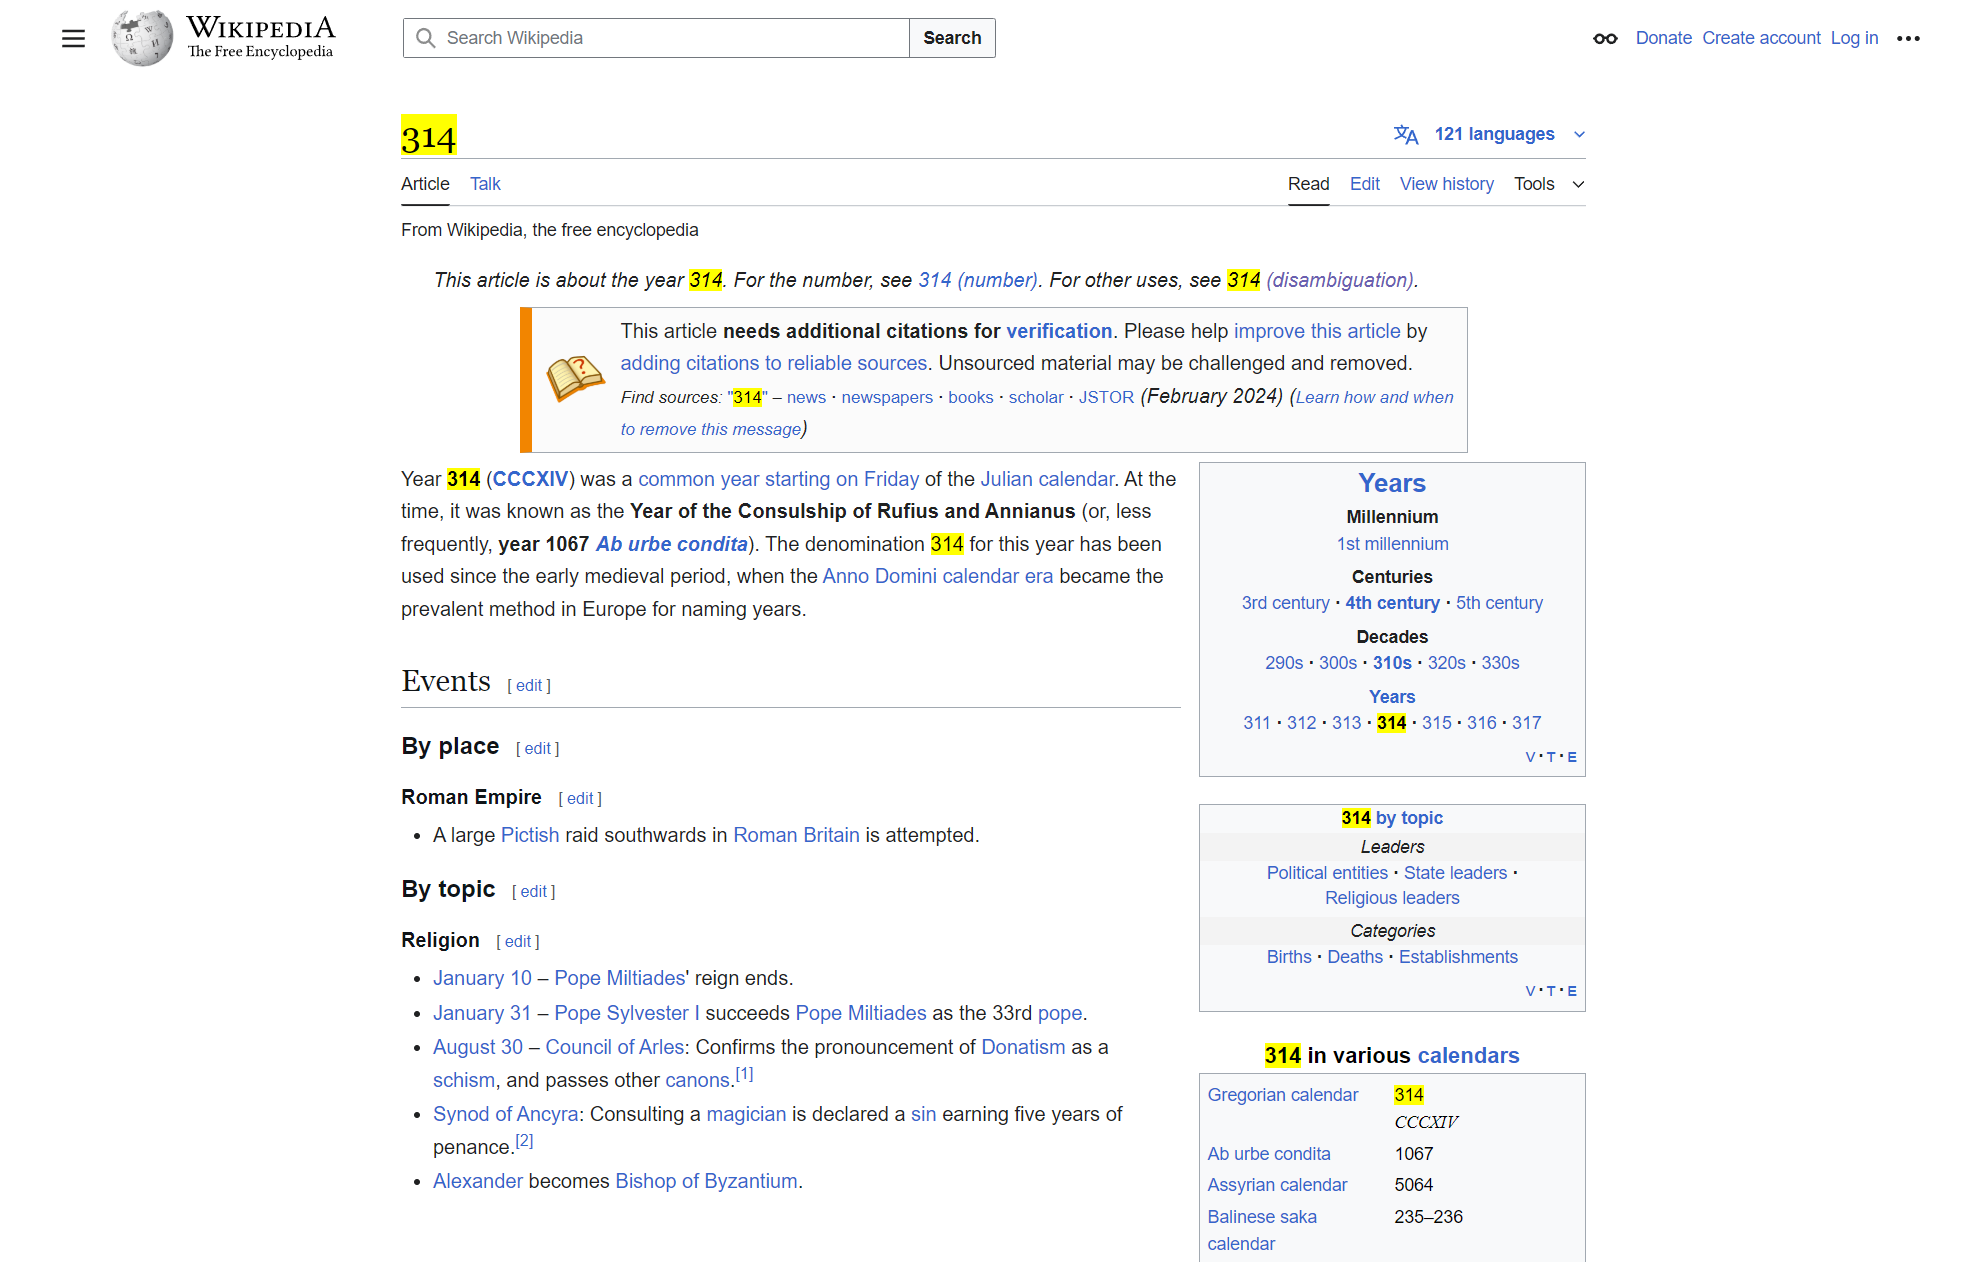 WIKIPEDIA
The Free Encyclopedia
Search Wikipedia
Search
Donate Create account Log in
314
121 languages
Article Talk
Read Edit View history Tools
From Wikipedia, the free encyclopedia
This article is about the year 314. For the number, see 314 (number). For other uses, see 314 (disambiguation).
This article needs additional citations for verification. Please help improve this article by
adding citations to reliable sources. Unsourced material may be challenged and removed.
Find sources: "314" – news · newspapers · books · scholar · JSTOR (February 2024) (Learn how and when
to remove this message)
Year 314 (CCCXIV) was a common year starting on Friday of the Julian calendar. At the
time, it was known as the Year of the Consulship of Rufius and Annianus (or, less
frequently, year 1067 Ab urbe condita). The denomination 314 for this year has been
used since the early medieval period, when the Anno Domini calendar era became the
prevalent method in Europe for naming years.
Events [ edit ]
By place [ edit ]
Roman Empire [ edit ]
• A large Pictish raid southwards in Roman Britain is attempted.
By topic [ edit ]
Religion [ edit ]
• January 10 – Pope Miltiades' reign ends.
• January 31 – Pope Sylvester I succeeds Pope Miltiades as the 33rd pope.
• August 30 – Council of Arles: Confirms the pronouncement of Donatism as a
schism, and passes other canons.[1]
• Synod of Ancyra: Consulting a magician is declared a sin earning five years of
penance.[2]
• Alexander becomes Bishop of Byzantium.
Years
Millennium
1st millennium
Centuries
3rd century · 4th century · 5th century
Decades
290s · 300s · 310s · 320s · 330s
Years
311 · 312 · 313 · 314 · 315 · 316 · 317
V · T · E
314 by topic
Leaders
Political entities · State leaders ·
Religious leaders
Categories
Births · Deaths · Establishments
V · T · E
314 in various calendars
Gregorian calendar 314
CCCXIV
Ab urbe condita 1067
Assyrian calendar 5064
Balinese saka 235–236
calendar